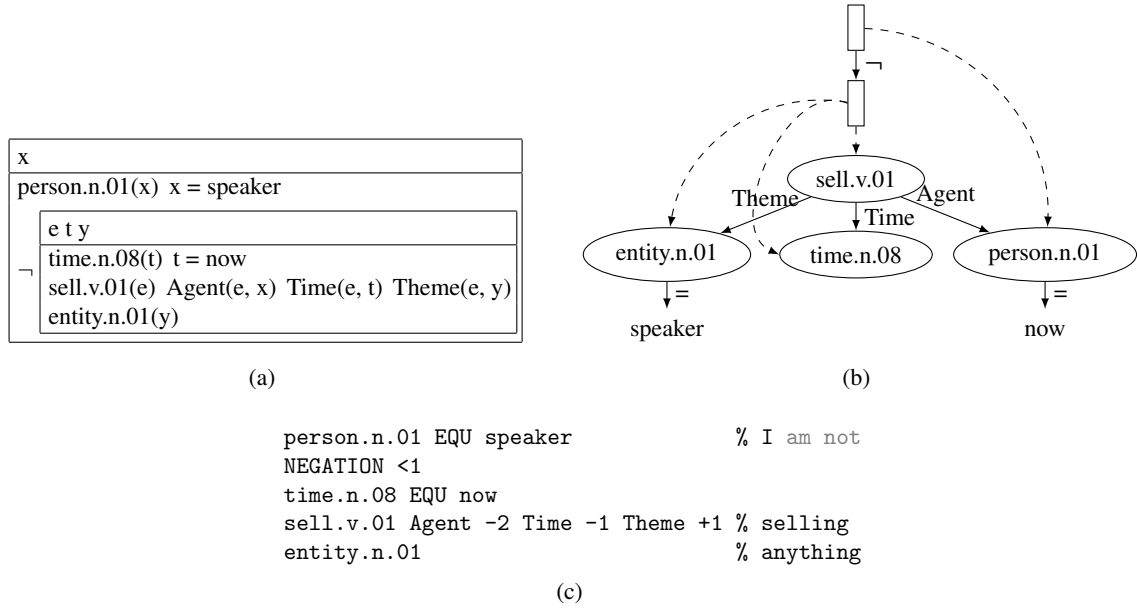 x
person.n.01(x) x = speaker
¬
e t y
time.n.08(t) t = now
sell.v.01(e) Agent(e, x) Time(e, t) Theme(e, y)
entity.n.01(y)
(a)
¬
sell.v.01
Theme
Time
Agent
entity.n.01
time.n.08
person.n.01
=
=
speaker
now
(b)
person.n.01 EQU speaker % I am not
NEGATION <1
time.n.08 EQU now
sell.v.01 Agent -2 Time -1 Theme +1 % selling
entity.n.01 % anything
(c)